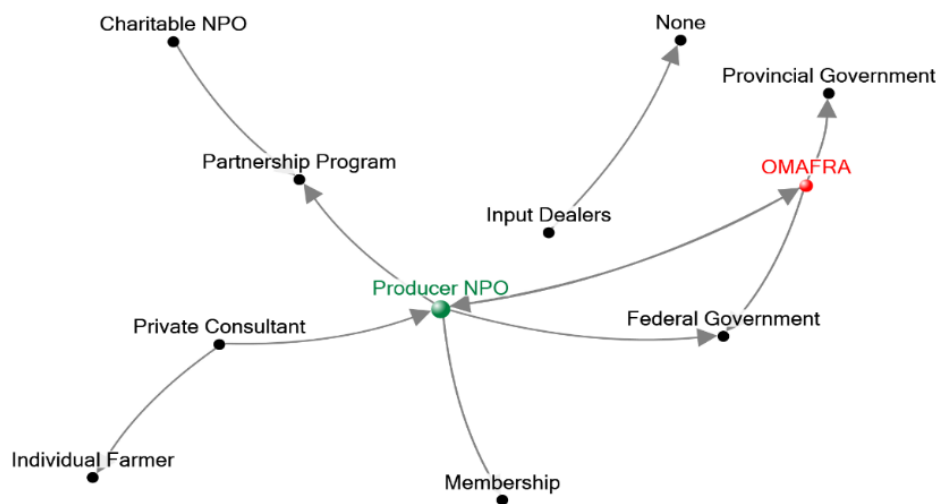 Charitable NPO
None
Provincial Government
Partnership Program
OMAFRA
Input Dealers
Producer NPO
Private Consultant
Federal Government
Individual Farmer
Membership